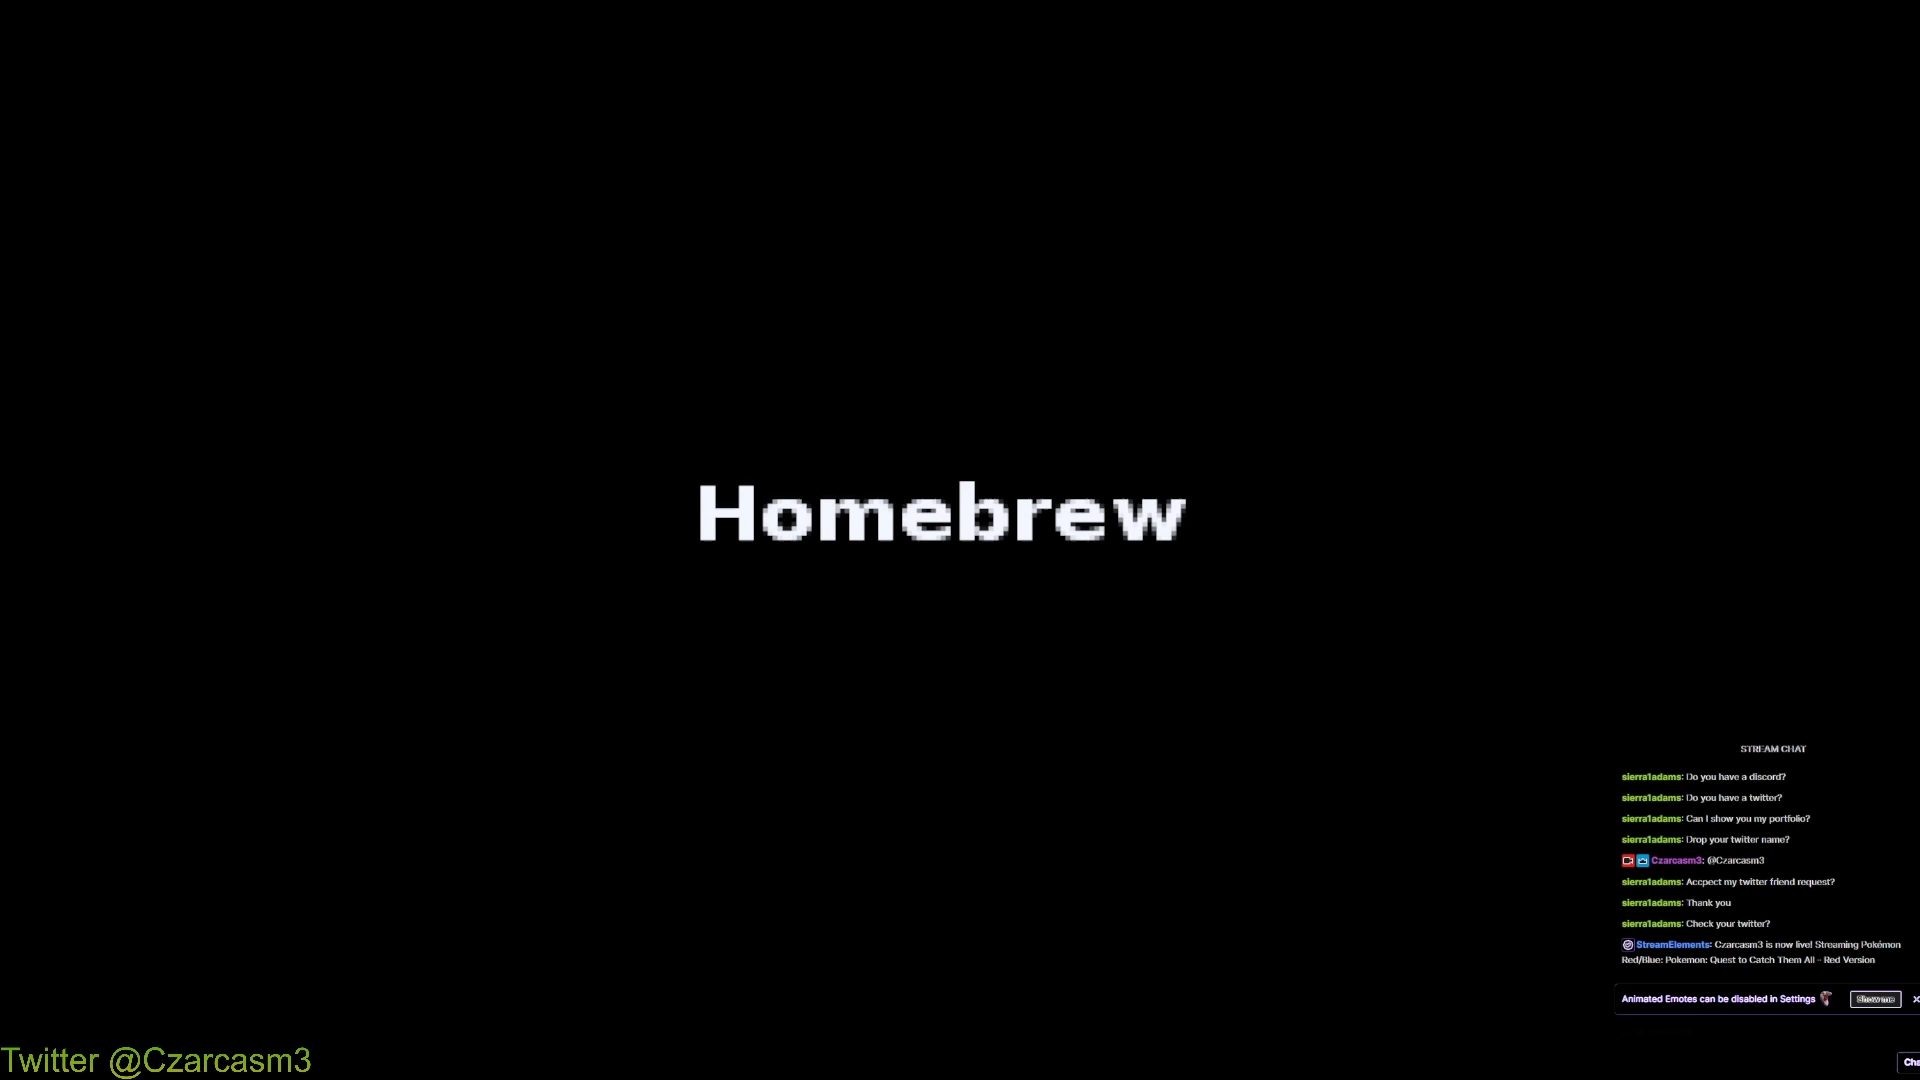 Homebrew
STREAM CHAT
sierra1adams: Do you have a discord?
sierra1adams: Do you have a twitter?
sierra1adams: Can I show you my portfolio?
sierra1adams: Drop your twitter name?
Czarcasm3: @Czarcasm3
sierra1adams: Accpect my twitter friend request?
sierra1adams: Thank you
sierra1adams: Check your twitter?
StreamElements: Czarcasm3 is now live! Streaming Pokémon
Red/Blue: Pokemon: Quest to Catch Them All - Red Version
Animated Emotes can be disabled in Settings Show me
Twitter @Czarcasm3